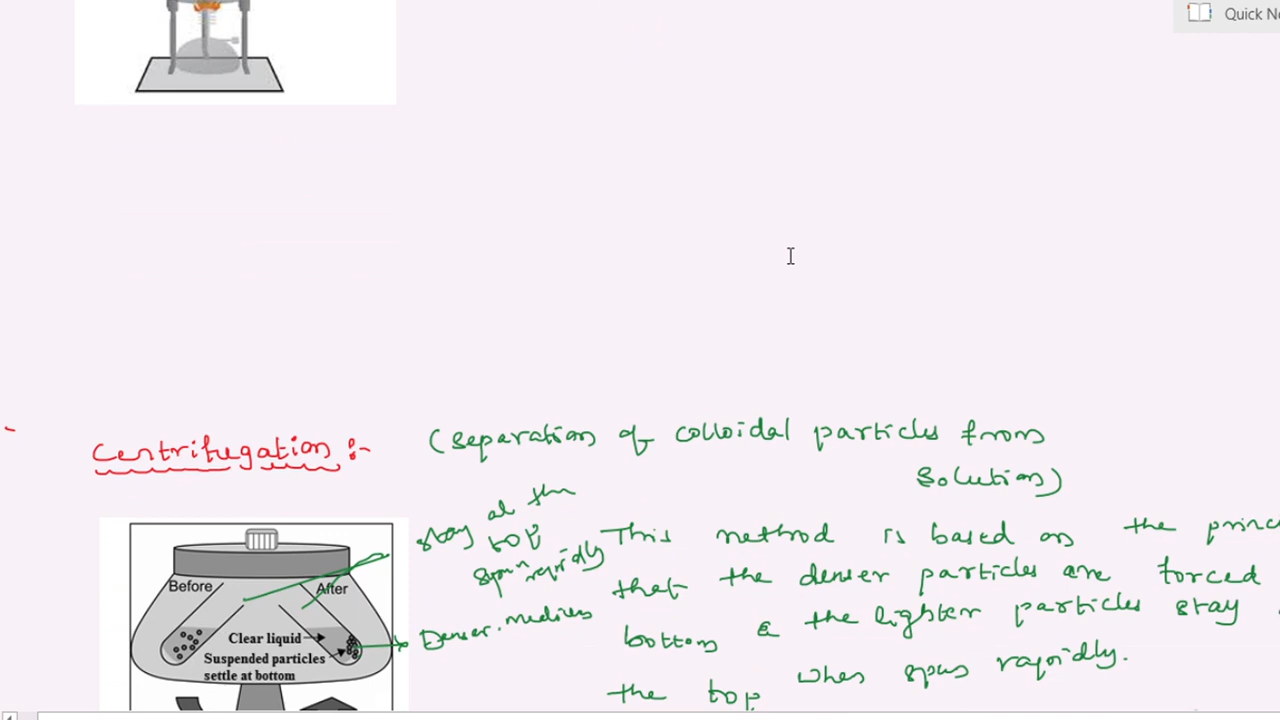 Quick No
Centrifugation :-
(Separation of colloidal particles from
Solution)
stay at the
top
spun rapidly
This method is based on the princ
that the denser particles are forced
bottom & the lighter particles stay
the top when spun rapidly.
Before
After
Clear liquid
Suspended particles
settle at bottom
Denser